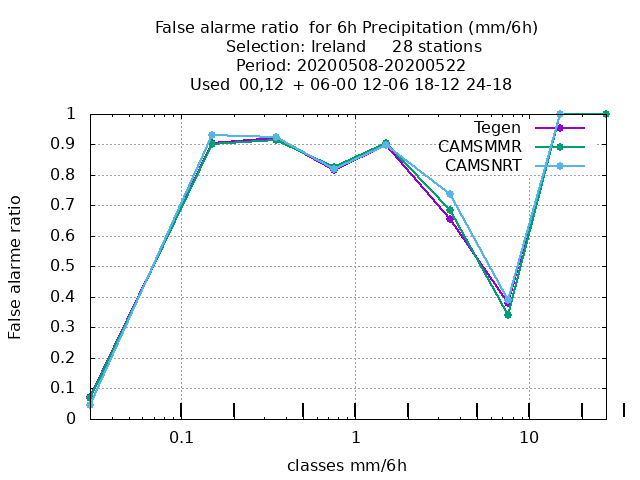 False alarme ratio  for 6h Precipitation (mm/6h)
Selection: Ireland     28 stations
Period: 20200508-20200522
Used  00,12  + 06-00 12-06 18-12 24-18
Tegen
CAMSMMR
CAMSNRT
False alarme ratio
1
0.9
0.8
0.7
0.6
0.5
0.4
0.3
0.2
0.1
0
0.1 1 10
classes mm/6h